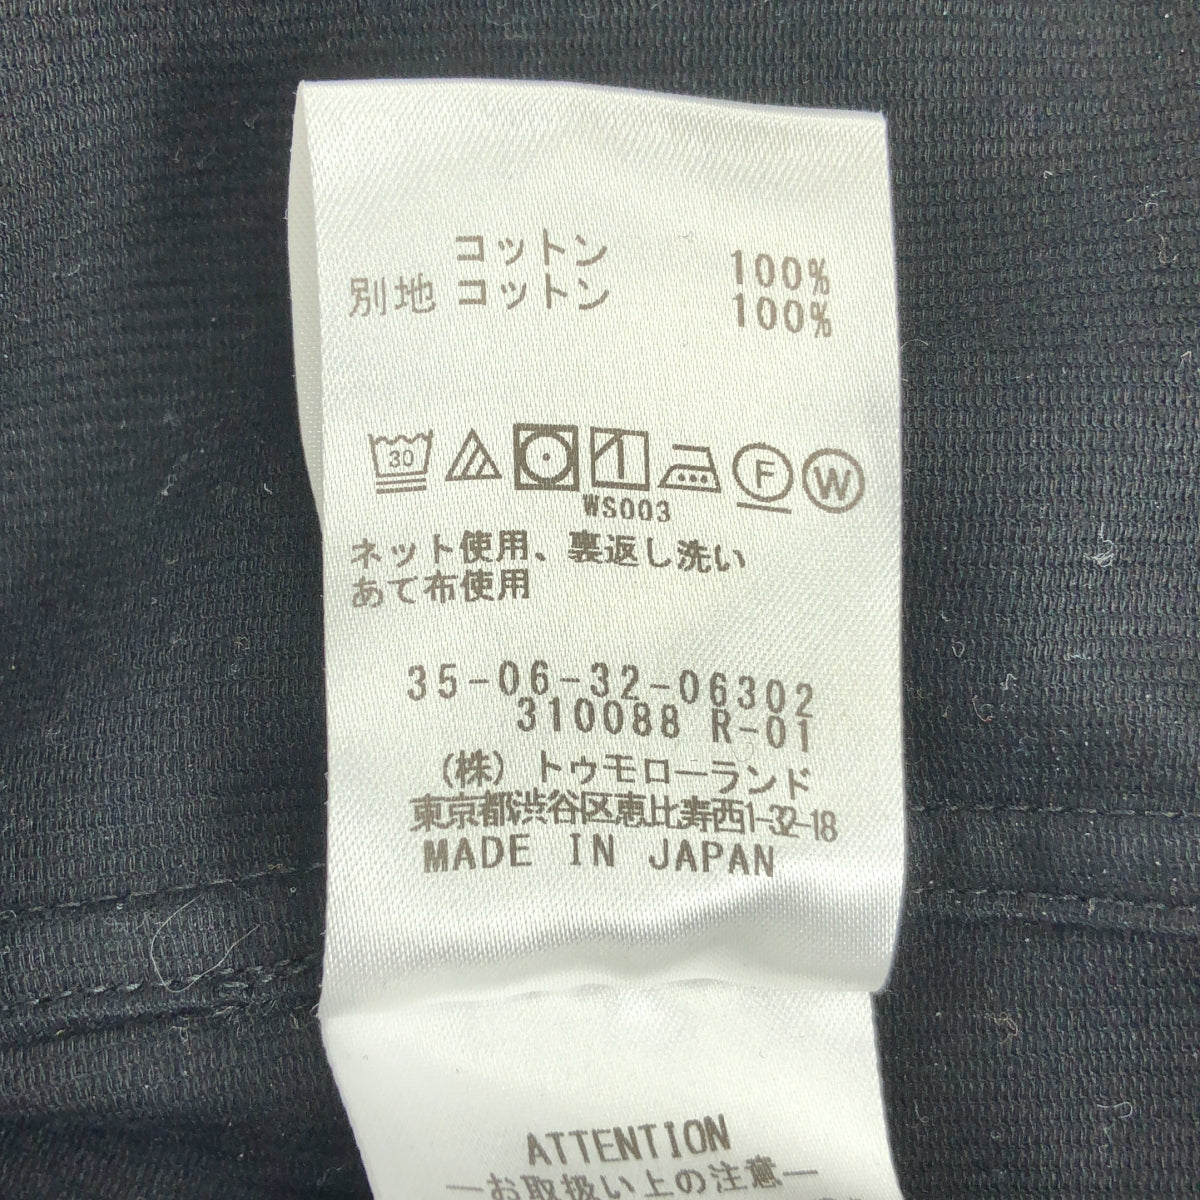 コットン 100%
別地 コットン 100%
30
F
W
WS003
ネット使用、裏返し洗い
あて布使用
35-06-32-06302
310088 R-01
(株) トゥモローランド
東京都渋谷区恵比寿西1-32-18
MADE IN JAPAN
ATTENTION
—お取扱い上の注意—